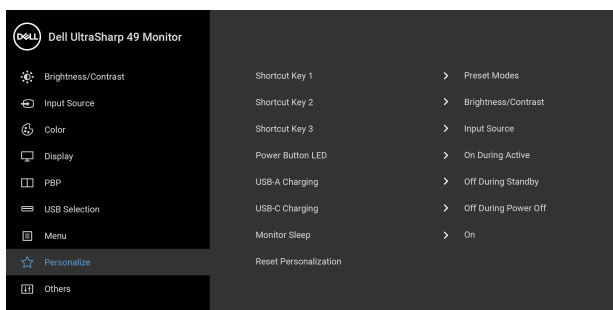 DELL Dell UltraSharp 49 Monitor
Brightness/Contrast
Input Source
Color
Display
PBP
USB Selection
Menu
Personalize
Others
Shortcut Key 1 > Preset Modes
Shortcut Key 2 > Brightness/Contrast
Shortcut Key 3 > Input Source
Power Button LED > On During Active
USB-A Charging > Off During Standby
USB-C Charging > Off During Power Off
Monitor Sleep > On
Reset Personalization